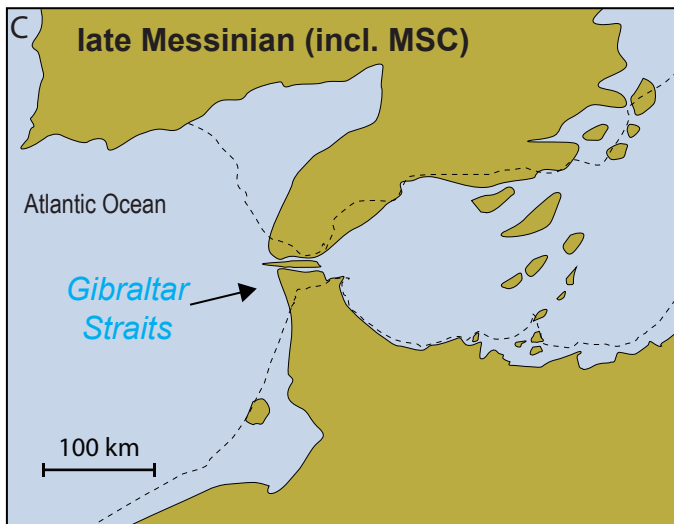 C
late Messinian (incl. MSC)
Atlantic Ocean
Gibraltar
Straits
100 km